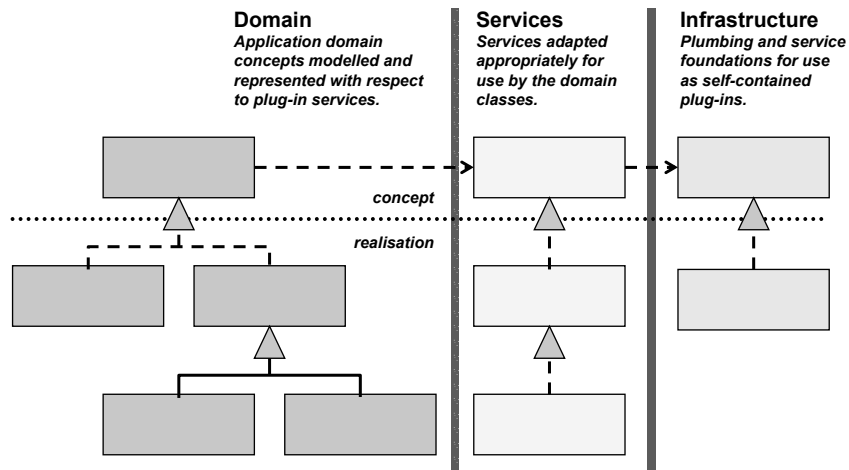 Domain
Application domain
concepts modelled and
represented with respect
to plug-in services.
Services
Services adapted
appropriately for
use by the domain
classes.
Infrastructure
Plumbing and service
foundations for use
as self-contained
plug-ins.
concept
realisation